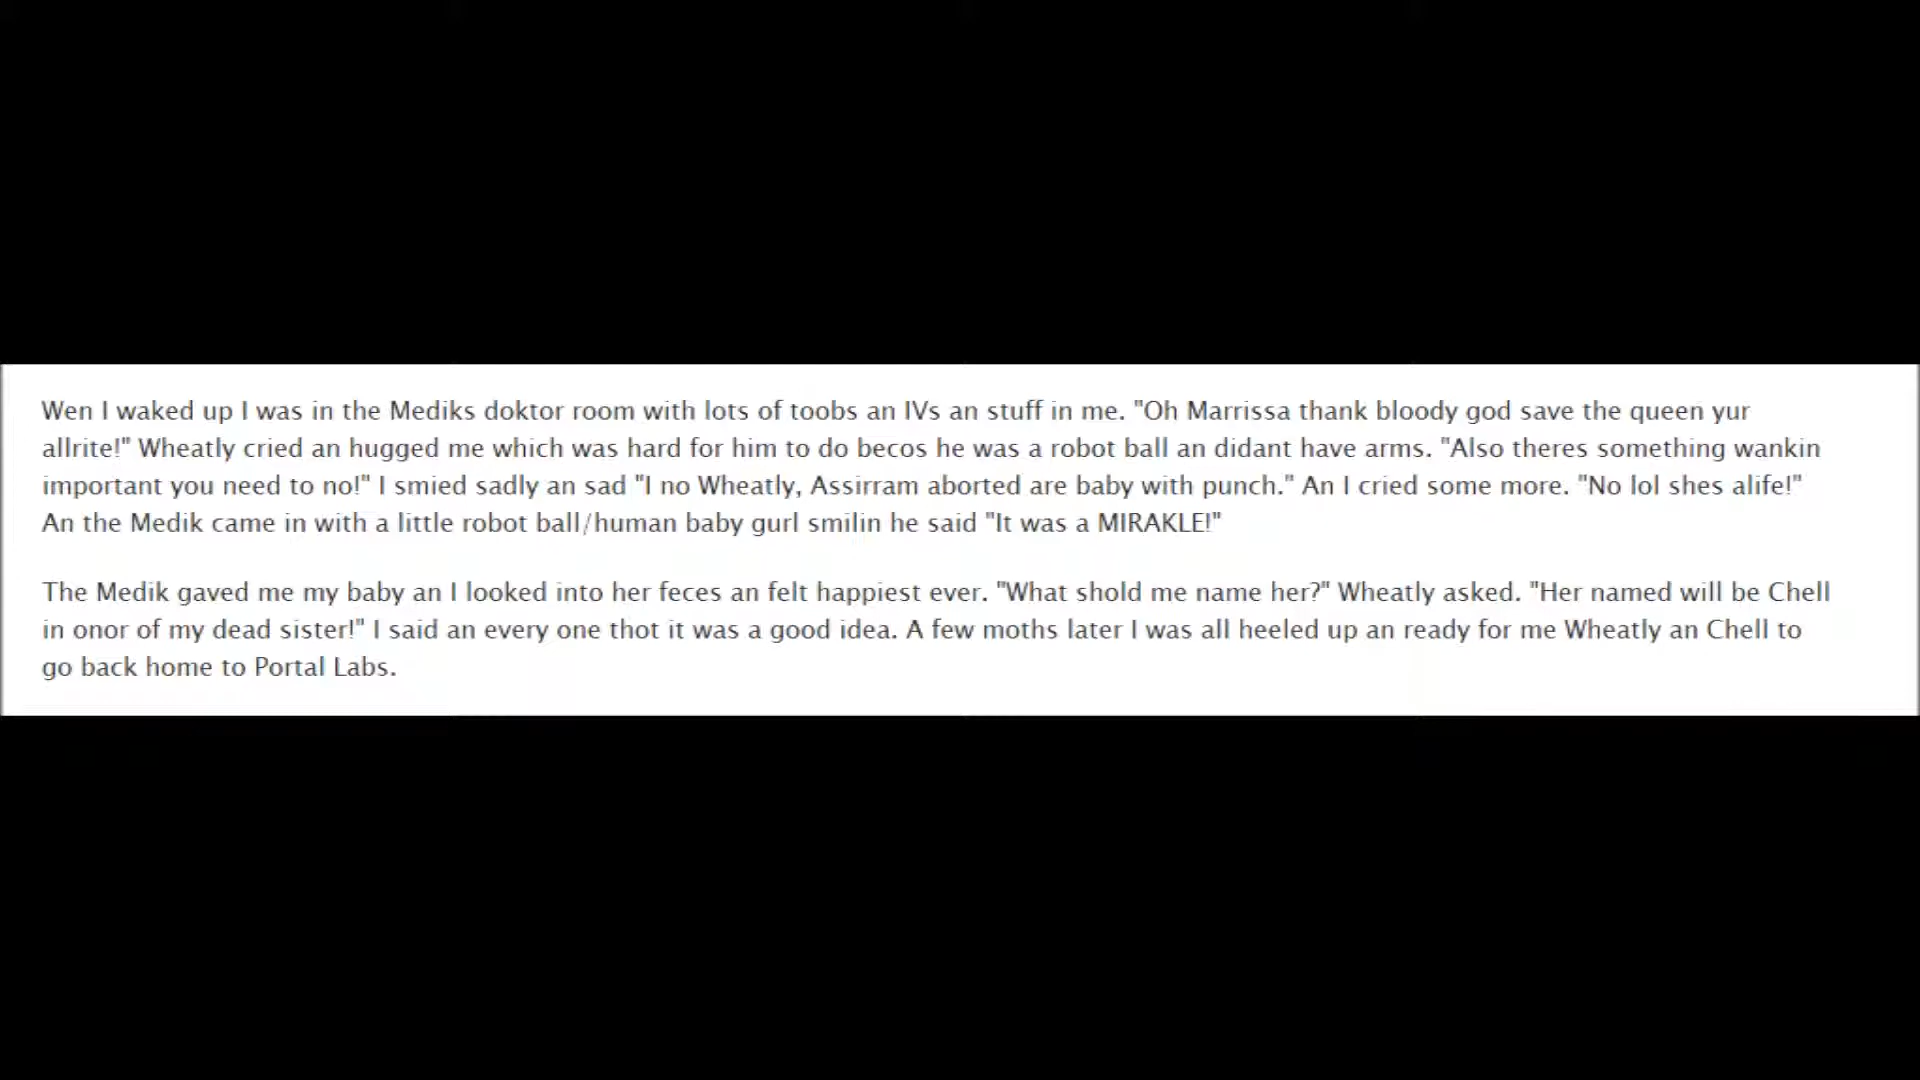 Wen I waked up I was in the Mediks doktor room with lots of toobs an IVs an stuff in me. "Oh Marrissa thank bloody god save the queen yur
allrite!" Wheatly cried an hugged me which was hard for him to do becos he was a robot ball an didant have arms. "Also theres something wankin
important you need to no!" I smied sadly an sad "I no Wheatly, Assirram aborted are baby with punch." An I cried some more. "No lol shes alife!"
An the Medik came in with a little robot ball/human baby gurl smilin he said "It was a MIRAKLE!"
The Medik gaved me my baby an I looked into her feces an felt happiest ever. "What shold me name her?" Wheatly asked. "Her named will be Chell
in onor of my dead sister!" I said an every one thot it was a good idea. A few moths later I was all heeled up an ready for me Wheatly an Chell to
go back home to Portal Labs.